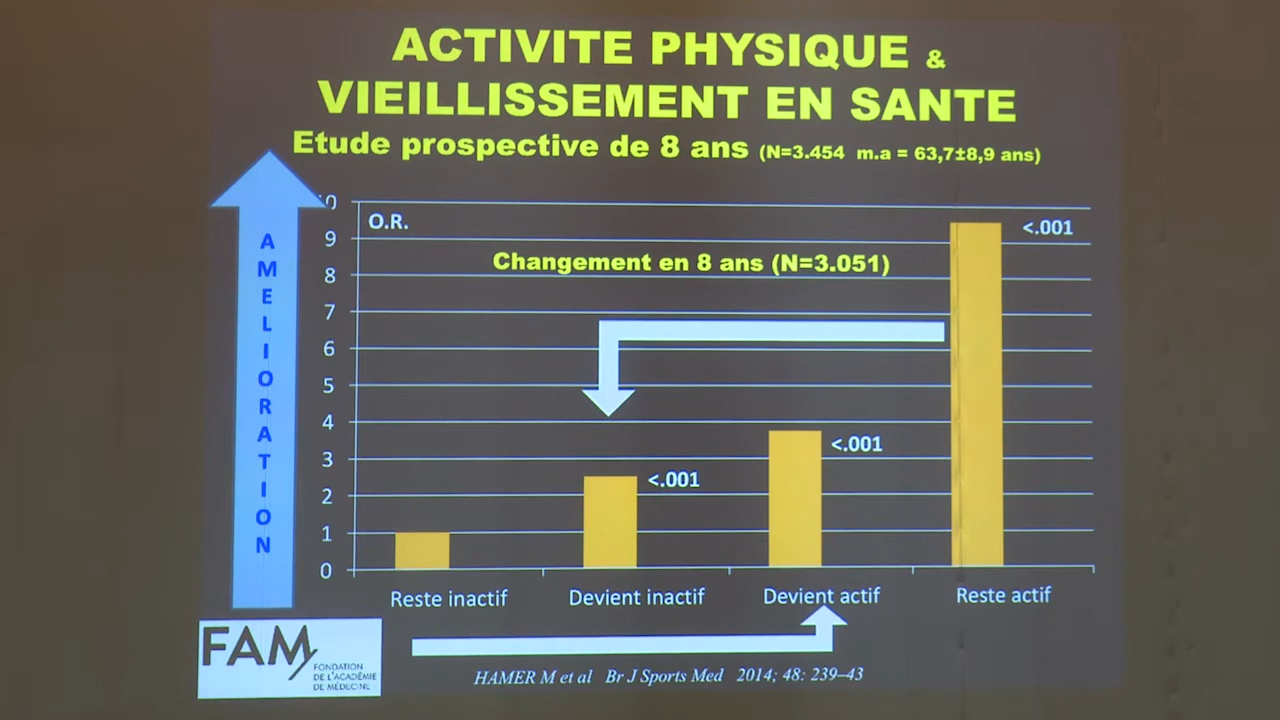 ACTIVITE PHYSIQUE &
VIEILLISSEMENT EN SANTE
Etude prospective de 8 ans (N=3.454 m.a = 63,7±8,9 ans)
AMELIORATION
O.R.
Changement en 8 ans (N=3.051)
10
9
8
7
6
5
4
3
2
1
0
<.001
<.001
<.001
Reste inactif
Devient inactif
Devient actif
Reste actif
FAM
FONDATION
DE L'ACADÉMIE
DE MÉDECINE
HAMER M et al Br J Sports Med 2014; 48: 239–43